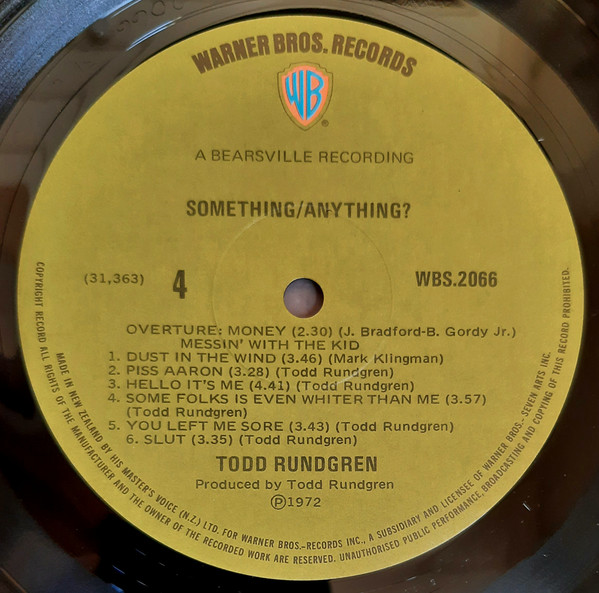 WARNER BROS. RECORDS
WB
®
A BEARSVILLE RECORDING
SOMETHING/ANYTHING?
(31,363) 4 WBS.2066
OVERTURE: MONEY (2.30) (J. Bradford-B. Gordy Jr.)
MESSIN' WITH THE KID
1. DUST IN THE WIND (3.46) (Mark Klingman)
2. PISS AARON (3.28) (Todd Rundgren)
3. HELLO IT'S ME (4.41) (Todd Rundgren)
4. SOME FOLKS IS EVEN WHITER THAN ME (3.57)
(Todd Rundgren)
5. YOU LEFT ME SORE (3.43) (Todd Rundgren)
6. SLUT (3.35) (Todd Rundgren)
TODD RUNDGREN
Produced by Todd Rundgren
Ⓟ1972
MADE IN NEW ZEALAND BY HIS MASTER'S VOICE (N.Z.) LTD. FOR WARNER BROS.-RECORDS INC., A SUBSIDIARY AND LICENSEE OF WARNER BROS.- SEVEN ARTS INC.
COPYRIGHT RECORD ALL RIGHTS OF THE MANUFACTURER AND THE OWNER OF THE RECORDED WORK ARE RESERVED. UNAUTHORISED PUBLIC PERFORMANCE, BROADCASTING AND COPYING OF THIS RECORD PROHIBITED.